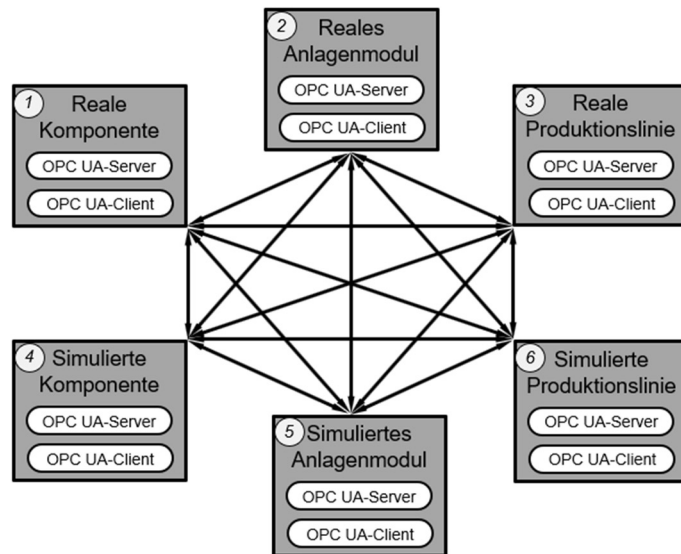 1
Reale
Komponente
OPC UA-Server
OPC UA-Client
2
Reales
Anlagenmodul
OPC UA-Server
OPC UA-Client
3
Reale
Produktionslinie
OPC UA-Server
OPC UA-Client
4
Simulierte
Komponente
OPC UA-Server
OPC UA-Client
5
Simuliertes
Anlagenmodul
OPC UA-Server
OPC UA-Client
6
Simulierte
Produktionslinie
OPC UA-Server
OPC UA-Client